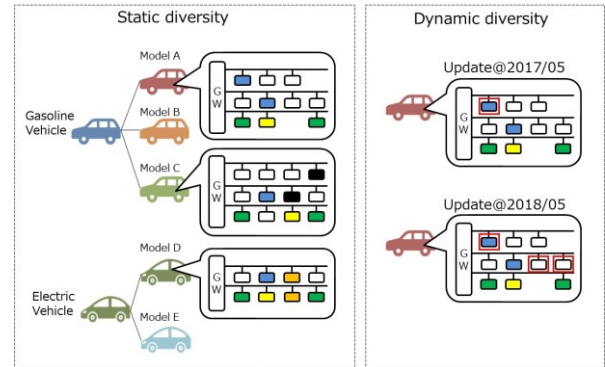 Static diversity
Model A
Model B
Model C
Gasoline
Vehicle
G
W
G
W
Model D
Model E
Electric
Vehicle
G
W
Dynamic diversity
Update@2017/05
G
W
Update@2018/05
G
W